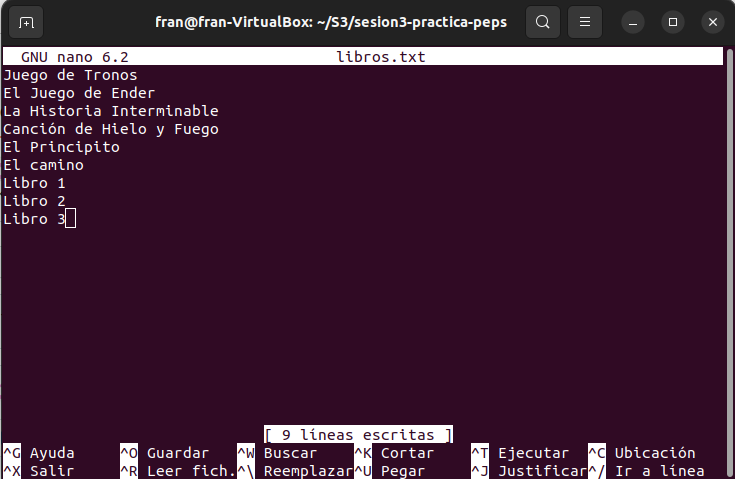 fran@fran-VirtualBox: ~/S3/sesion3-practica-peps
GNU nano 6.2 libros.txt
Juego de Tronos
El Juego de Ender
La Historia Interminable
Canción de Hielo y Fuego
El Principito
El camino
Libro 1
Libro 2
Libro 3
[ 9 líneas escritas ]
^G Ayuda ^O Guardar ^W Buscar ^K Cortar ^T Ejecutar ^C Ubicación
^X Salir ^R Leer fich.^\ Reemplazar^U Pegar ^J Justificar^/ Ir a línea